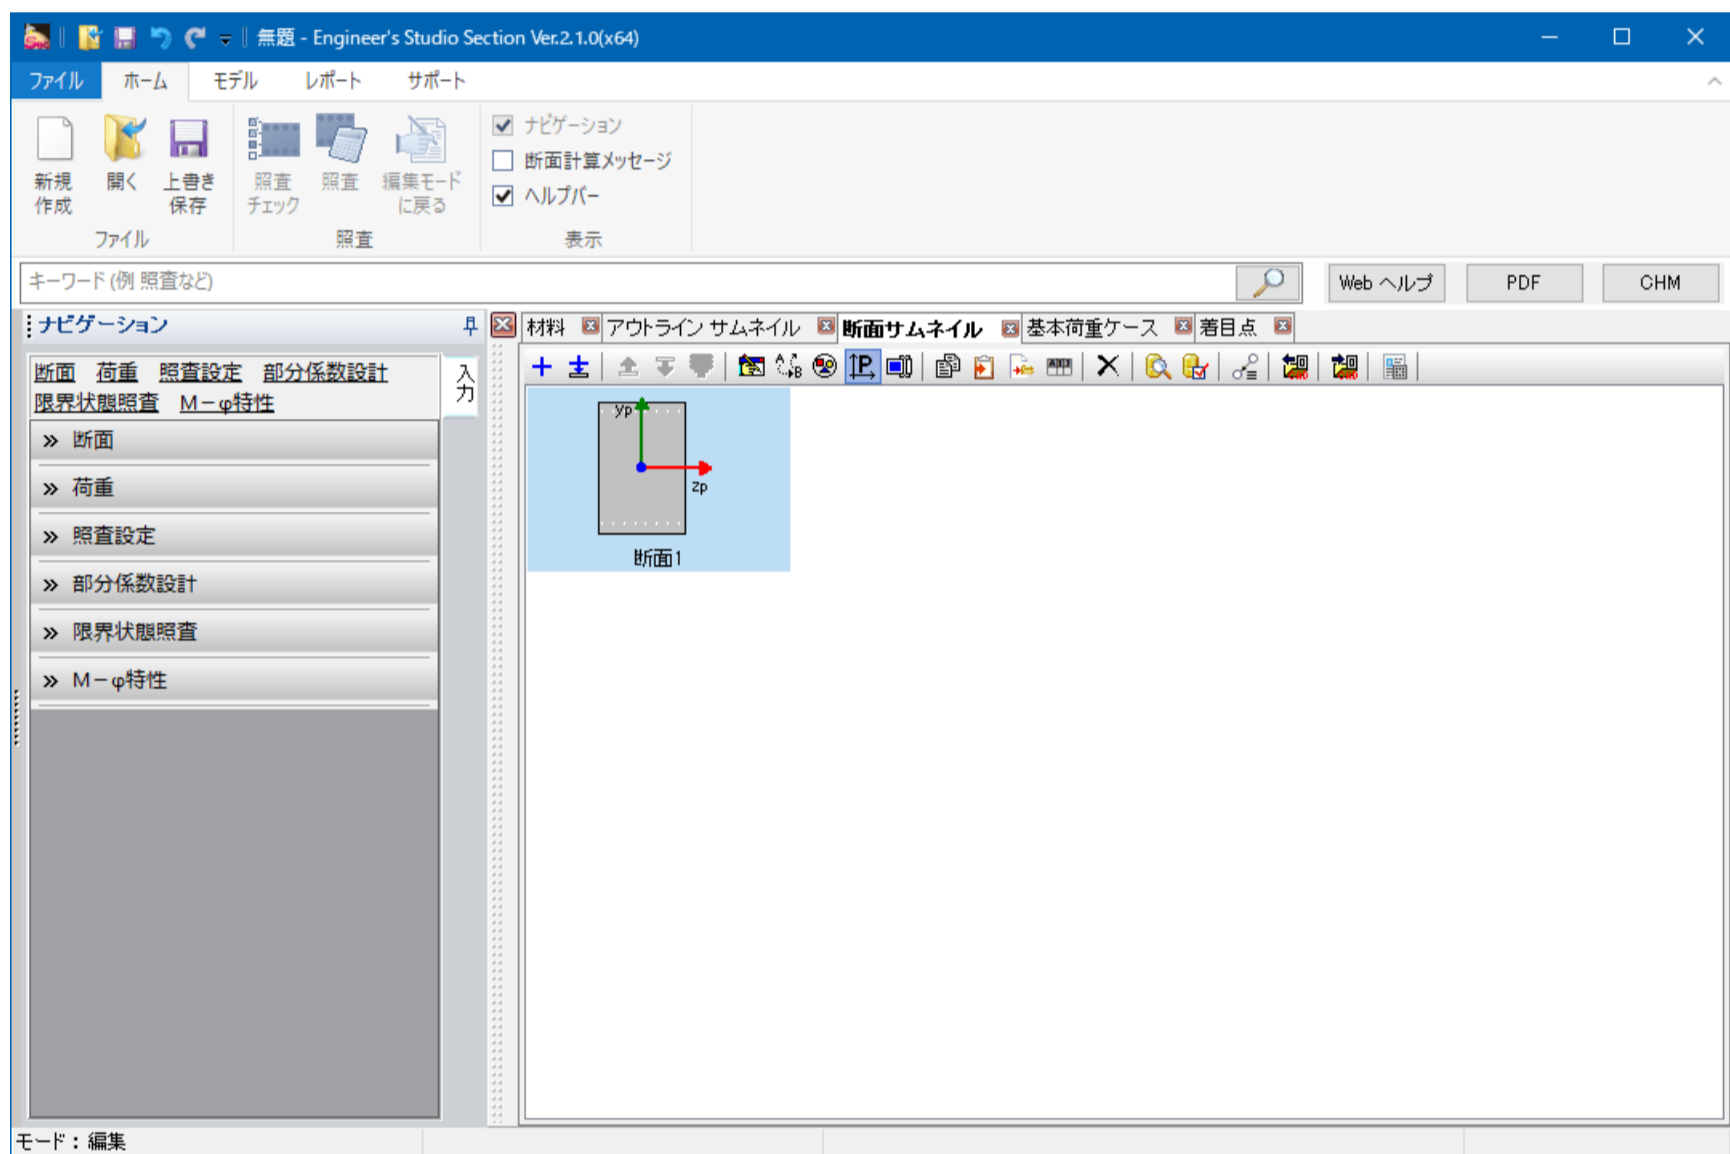 無題 - Engineer's Studio Section Ver.2.1.0(x64)
ファイル ホーム モデル レポート サポート
新規作成
開く
上書き保存
ファイル
照査チェック
照査
編集モードに戻る
照査
ナビゲーション
断面計算メッセージ
ヘルプバー
表示
キーワード (例 照査など)
Web ヘルプ PDF CHM
ナビゲーション
断面 荷重 照査設定 部分係数設計
限界状態照査 M－φ特性
入力
断面
荷重
照査設定
部分係数設計
限界状態照査
M－φ特性
材料 アウトライン サムネイル 断面サムネイル 基本荷重ケース 着目点
yp
zp
断面1
モード：編集